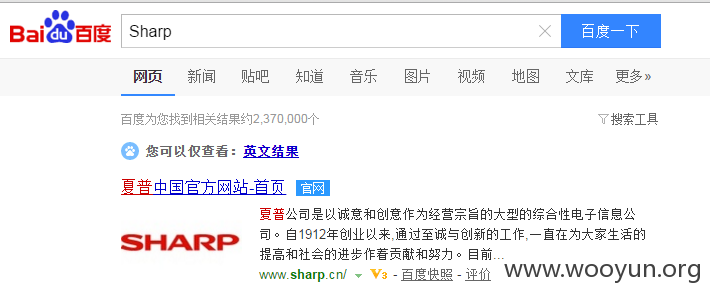 Baidu百度 Sharp 百度一下
网页 新闻 贴吧 知道 音乐 图片 视频 地图 文库 更多»
百度为您找到相关结果约2,370,000个 搜索工具
您可以仅查看：英文结果
夏普中国官方网站-首页 官网
SHARP
夏普公司是以诚意和创意作为经营宗旨的大型的综合性电子信息公
司。自1912年创业以来,通过至诚与创新的工作,一直在为大家生活的
提高和社会的进步作着贡献和努力。目前...
www.sharp.cn/ V3 - 百度快照 - 评价
www.wooyun.org